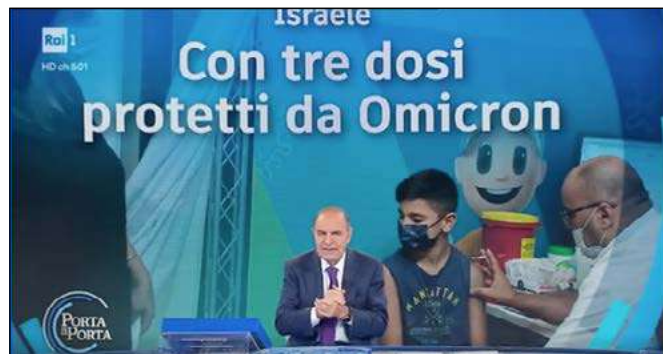 Israele
Rai 1
HD ch 501
Con tre dosi
protetti da Omicron
MANHATTAN
PORTA
A PORTA